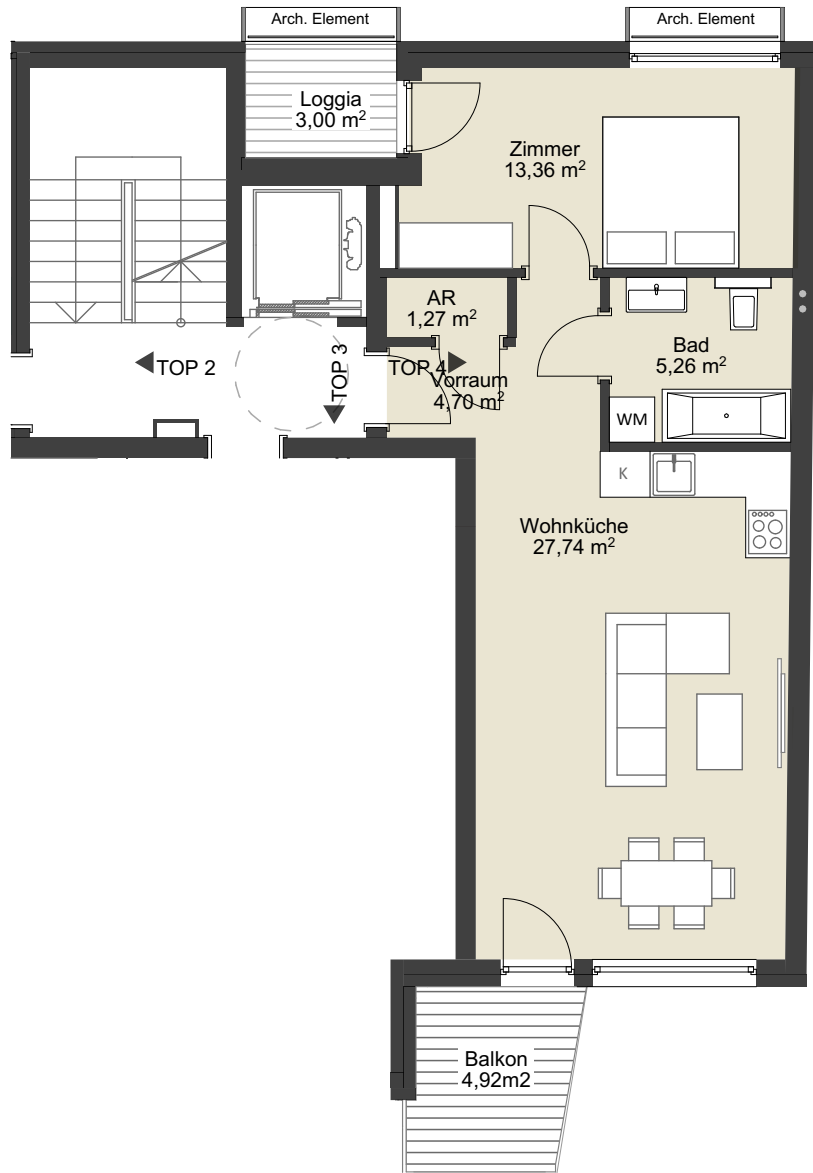 Arch. Element
Arch. Element
Loggia
3,00 m²
Zimmer
13,36 m²
AR
1,27 m²
Bad
5,26 m²
TOP 2
TOP 3
TOP 4
Vorraum
4,70 m²
WM
K
Wohnküche
27,74 m²
Balkon
4,92m2